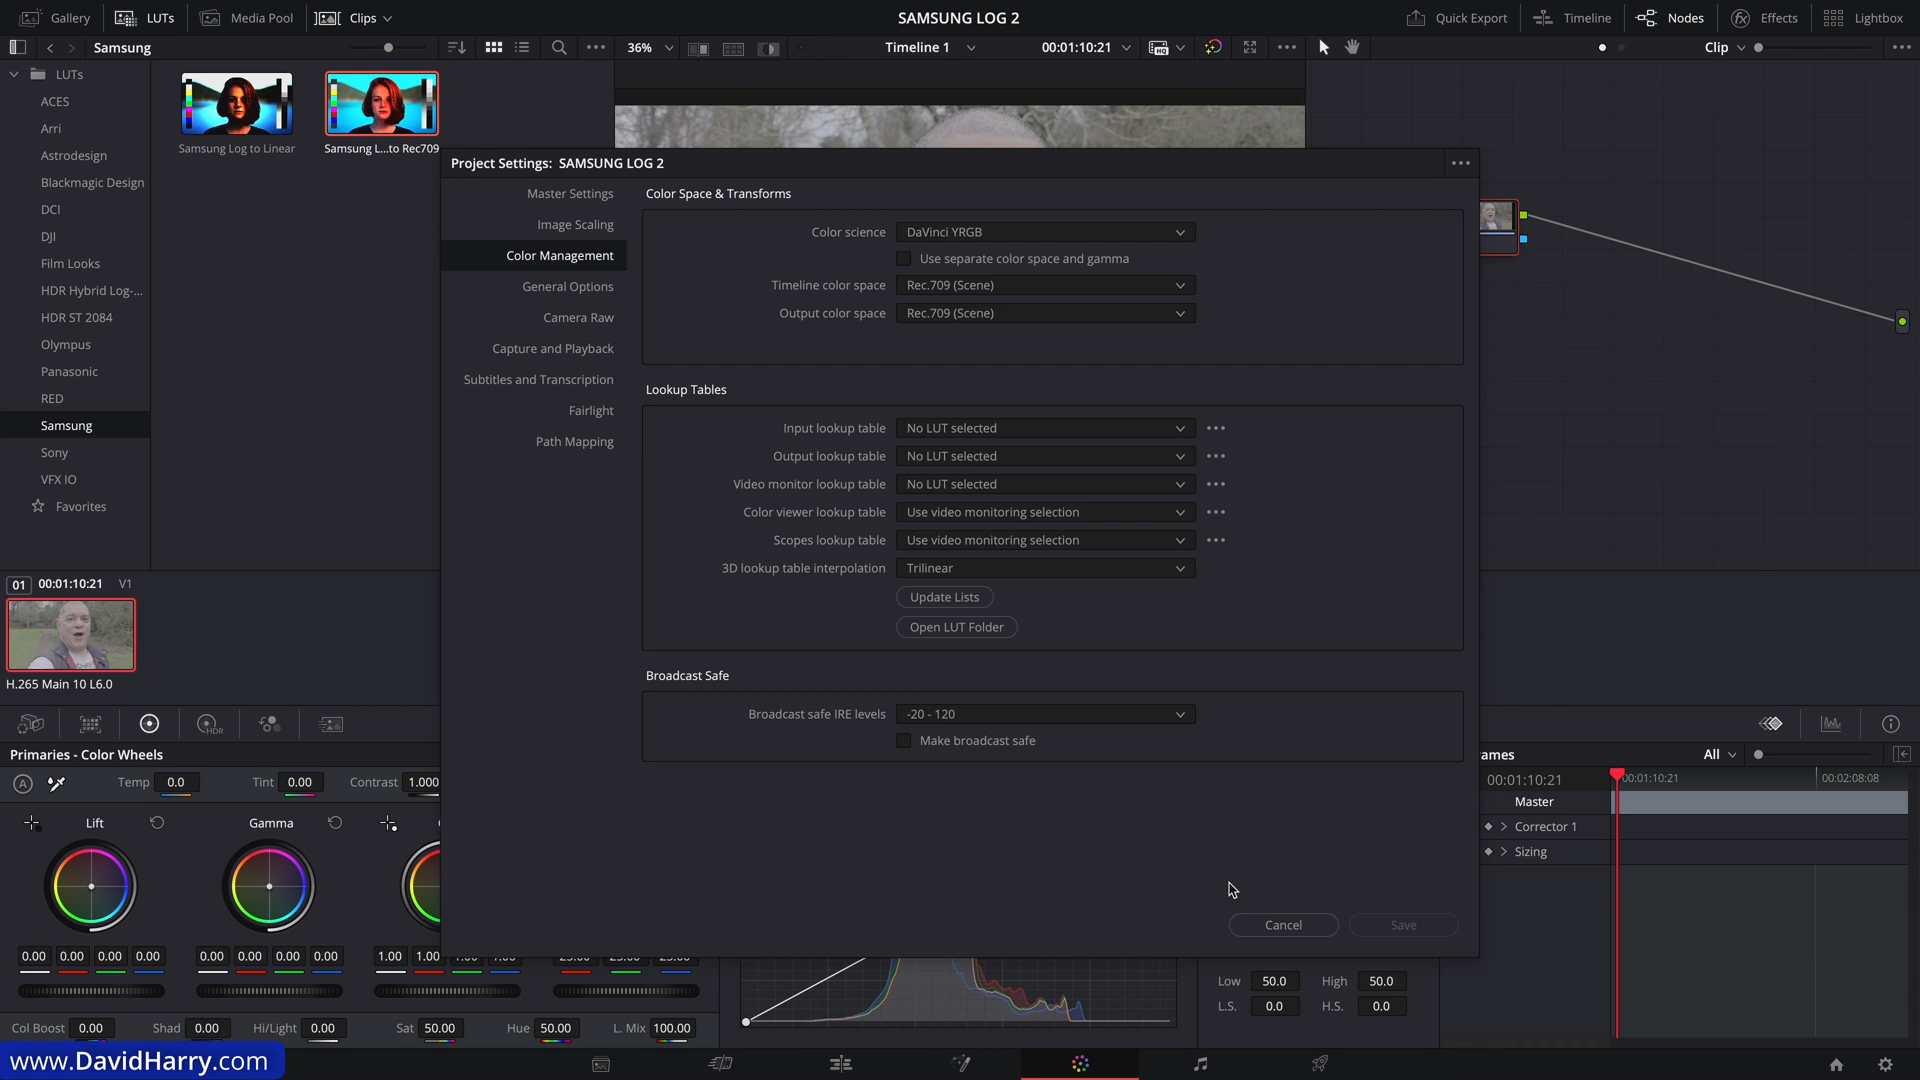 Gallery
LUTs
Media Pool
Clips
SAMSUNG LOG 2
Quick Export
Timeline
Nodes
Effects
Lightbox
Samsung
36%
Timeline 1
00:01:10:21
Clip
LUTs
ACES
Arri
Astrodesign
Blackmagic Design
DCI
DJI
Film Looks
HDR Hybrid Log-...
HDR ST 2084
Olympus
Panasonic
RED
Samsung
Sony
VFX IO
Favorites
Samsung Log to Linear
Samsung L...to Rec709
Project Settings: SAMSUNG LOG 2
Master Settings
Image Scaling
Color Management
General Options
Camera Raw
Capture and Playback
Subtitles and Transcription
Fairlight
Path Mapping
Color Space & Transforms
Color science DaVinci YRGB
Use separate color space and gamma
Timeline color space Rec.709 (Scene)
Output color space Rec.709 (Scene)
Lookup Tables
Input lookup table No LUT selected
Output lookup table No LUT selected
Video monitor lookup table No LUT selected
Color viewer lookup table Use video monitoring selection
Scopes lookup table Use video monitoring selection
3D lookup table interpolation Trilinear
Update Lists
Open LUT Folder
Broadcast Safe
Broadcast safe IRE levels -20 - 120
Make broadcast safe
Cancel
Save
01 00:01:10:21 V1
H.265 Main 10 L6.0
HDR
Primaries - Color Wheels
A
Temp 0.0 Tint 0.00 Contrast 1.000
Lift
Gamma
0.00 0.00 0.00 0.00
0.00 0.00 0.00 0.00
1.00 1.00
Col Boost 0.00 Shad 0.00 Hi/Light 0.00 Sat 50.00 Hue 50.00 L. Mix 100.00
Low 50.0 High 50.0
L.S. 0.0 H.S. 0.0
ames
All
00:01:10:21
00:01:10:21
00:02:08:08
Master
Corrector 1
Sizing
www.DavidHarry.com